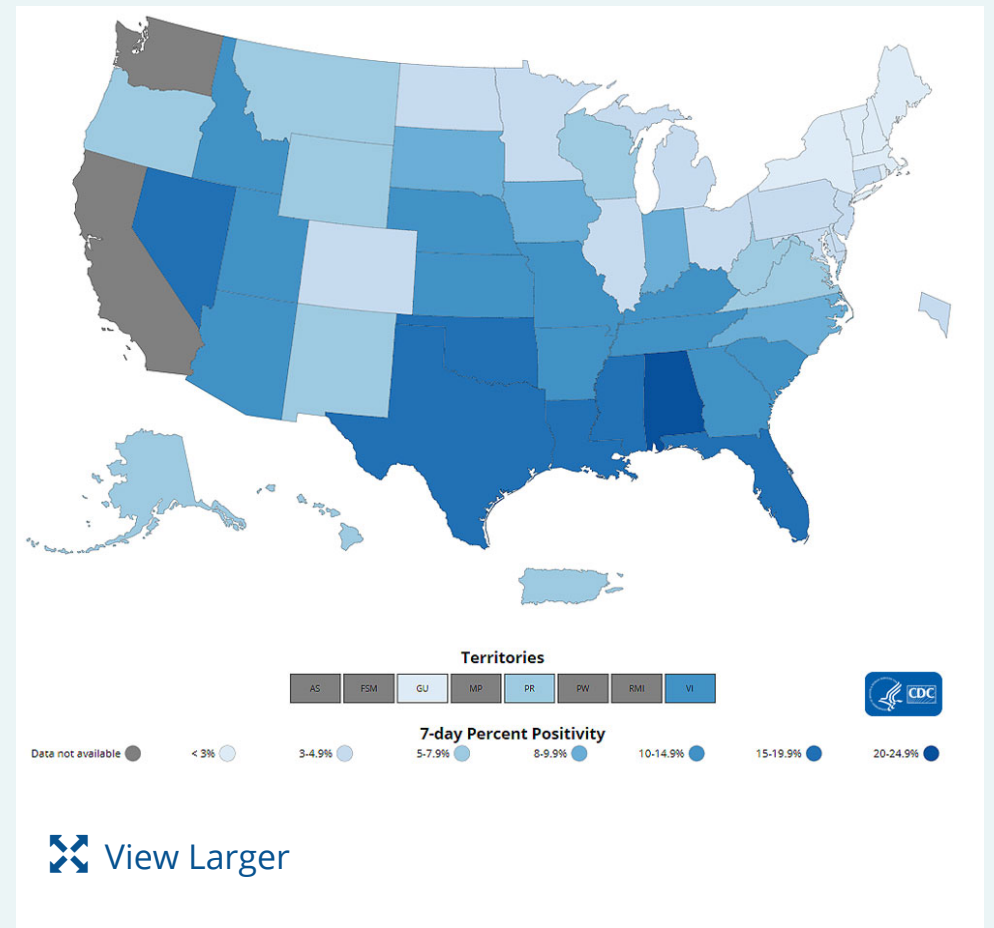 Territories
AS FSM GU MP PR PW RMI VI
CDC
7-day Percent Positivity
Data not available < 3% 3-4.9% 5-7.9% 8-9.9% 10-14.9% 15-19.9% 20-24.9%
View Larger